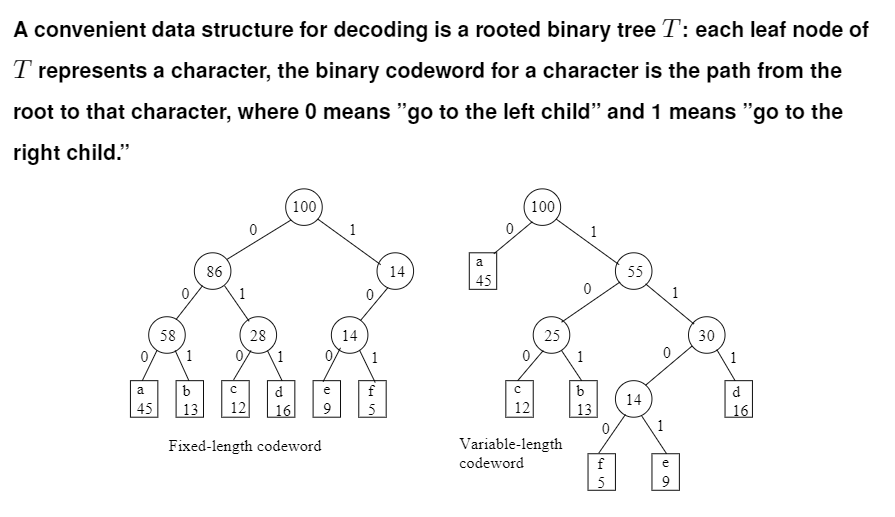 A convenient data structure for decoding is a rooted binary tree T: each leaf node of
T represents a character, the binary codeword for a character is the path from the
root to that character, where 0 means ”go to the left child” and 1 means ”go to the
right child.”
100
0 1
86 14
0 1 0
58 28 14
0 1 0 1 0 1
a b c d e f
45 13 12 16 9 5
Fixed-length codeword
100
0 1
a
45
55
0 1
25 30
0 1 0 1
c b 14 d
12 13 16
0 1
f e
5 9
Variable-length
codeword